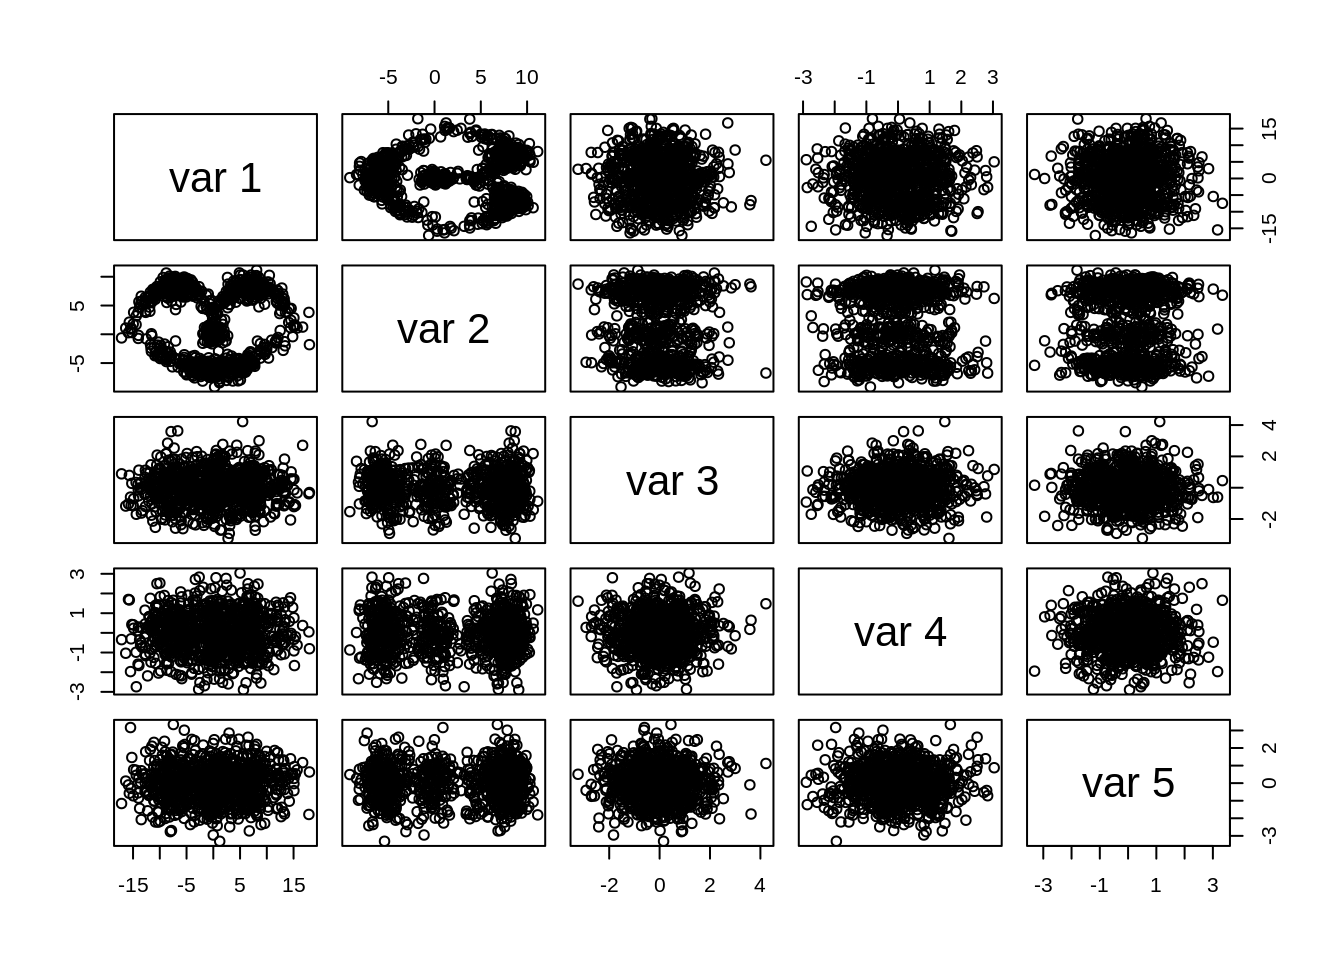 -5 0 5 10 -3 -1 1 2 3
var 1
-15 0 15
-5 5
var 2
var 3
-2 2 4
-3 -1 1 3
var 4
var 5
-3 0 2
-15 -5 5 15 -2 0 2 4 -3 -1 1 3